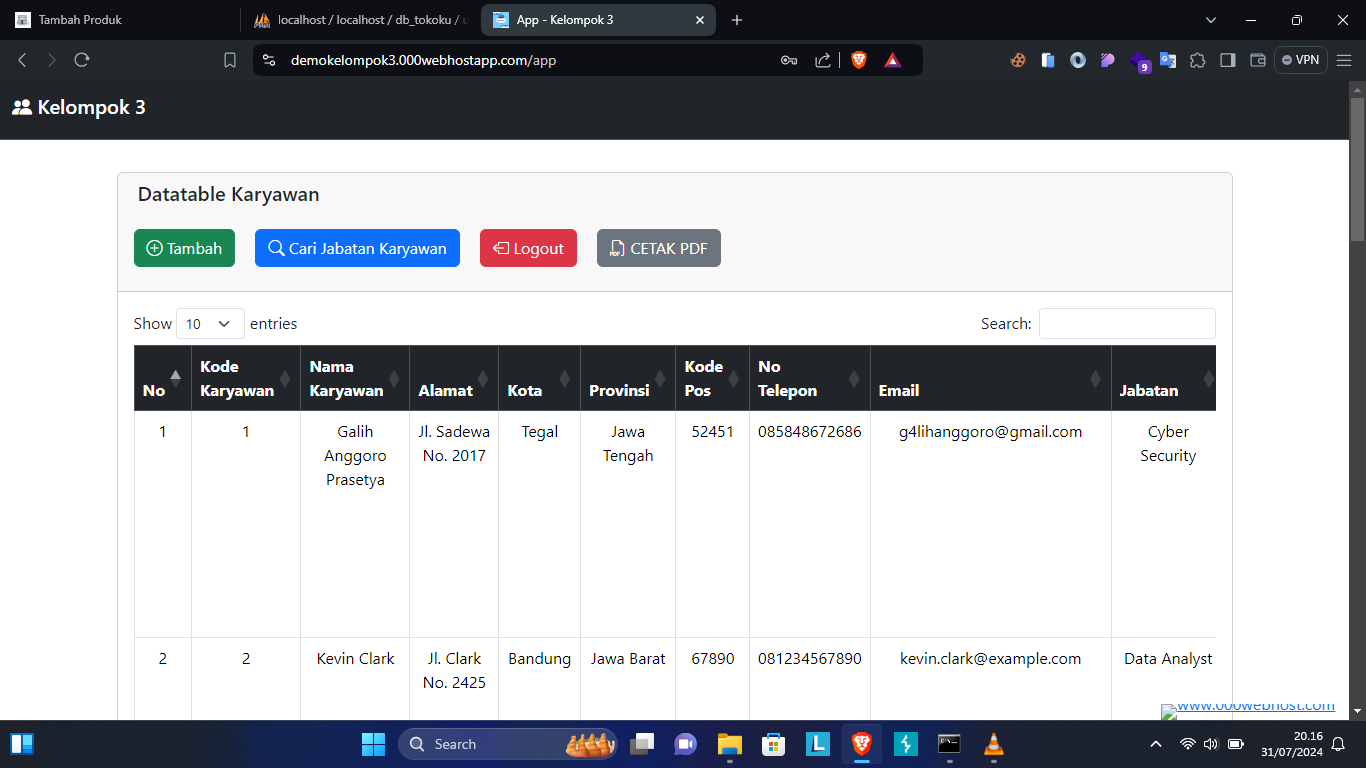 Tambah Produk
localhost / localhost / db_tokoku / u
App - Kelompok 3
demokelompok3.000webhostapp.com/app
9
VPN
Kelompok 3
Datatable Karyawan
Tambah
Cari Jabatan Karyawan
Logout
PDF
CETAK PDF
Show 10 entries
Search:
No
Kode Karyawan
Nama Karyawan
Alamat
Kota
Provinsi
Kode Pos
No Telepon
Email
Jabatan
1
1
Galih
Anggoro
Prasetya
Jl. Sadewa
No. 2017
Tegal
Jawa
Tengah
52451
085848672686
g4lihanggoro@gmail.com
Cyber
Security
2
2
Kevin Clark
Jl. Clark
No. 2425
Bandung
Jawa Barat
67890
081234567890
kevin.clark@example.com
Data Analyst
www.000webhost.com
Search
L
20.16
31/07/2024